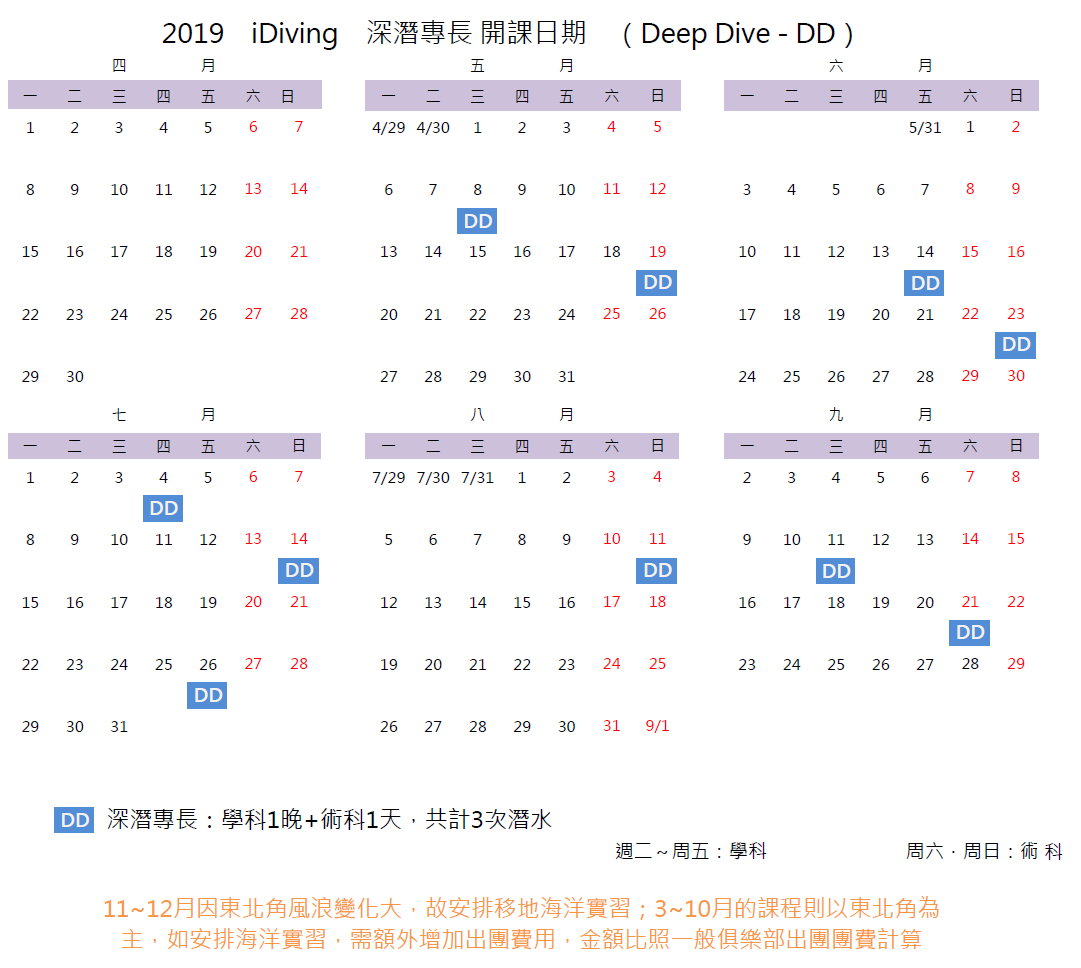 2019 iDiving 深潛專長 開課日期 （Deep Dive - DD）
四 月 五 月 六 月
一 二 三 四 五 六 日 一 二 三 四 五 六 日 一 二 三 四 五 六 日
1 2 3 4 5 6 7 4/29 4/30 1 2 3 4 5 5/31 1 2
8 9 10 11 12 13 14 6 7 8 9 10 11 12 3 4 5 6 7 8 9
DD
15 16 17 18 19 20 21 13 14 15 16 17 18 19 10 11 12 13 14 15 16
DD DD
22 23 24 25 26 27 28 20 21 22 23 24 25 26 17 18 19 20 21 22 23
DD
29 30 27 28 29 30 31 24 25 26 27 28 29 30
七 月 八 月 九 月
一 二 三 四 五 六 日 一 二 三 四 五 六 日 一 二 三 四 五 六 日
1 2 3 4 5 6 7 7/29 7/30 7/31 1 2 3 4 2 3 4 5 6 7 8
DD
8 9 10 11 12 13 14 5 6 7 8 9 10 11 9 10 11 12 13 14 15
DD DD DD
15 16 17 18 19 20 21 12 13 14 15 16 17 18 16 17 18 19 20 21 22
DD
22 23 24 25 26 27 28 19 20 21 22 23 24 25 23 24 25 26 27 28 29
DD
29 30 31 26 27 28 29 30 31 9/1
DD 深潛專長：學科1晚+術科1天，共計3次潛水
週二～周五：學科 周六．周日：術 科
11~12月因東北角風浪變化大，故安排移地海洋實習；3~10月的課程則以東北角為
主，如安排海洋實習，需額外增加出團費用，金額比照一般俱樂部出團團費計算